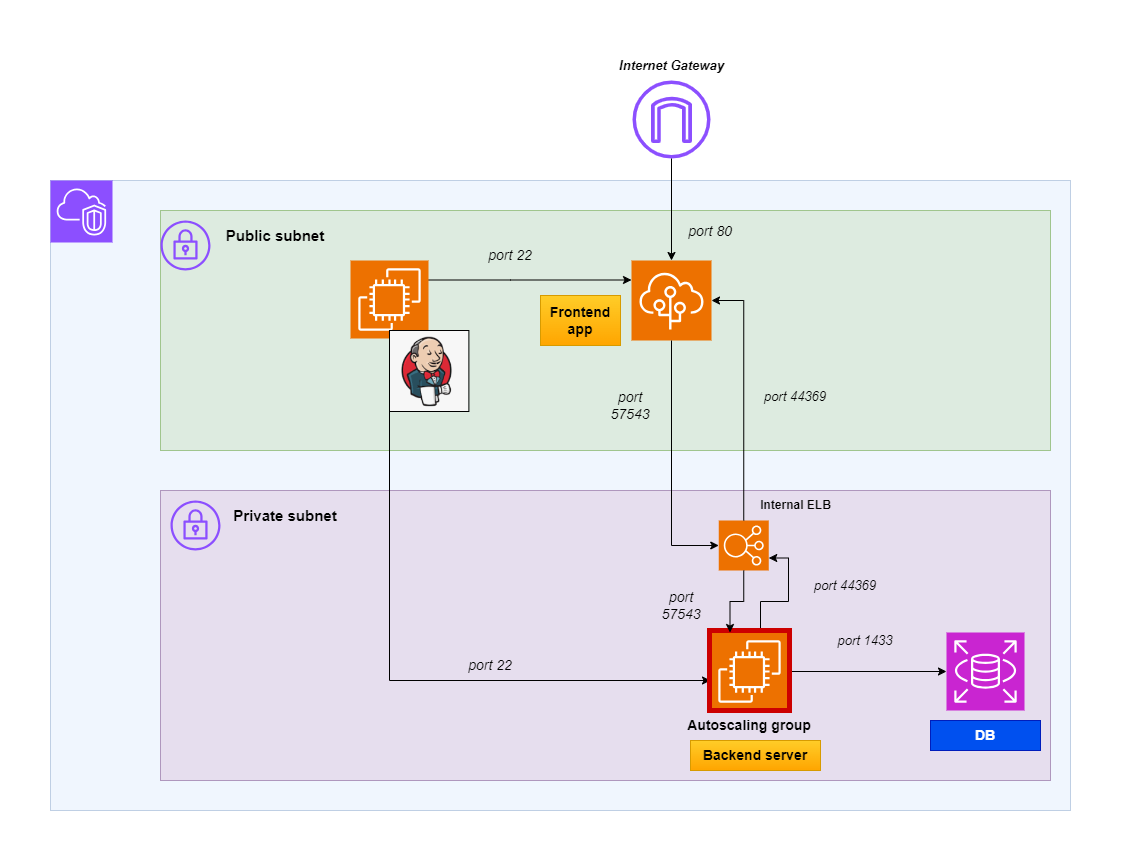 Internet Gateway
Public subnet
port 80
port 22
Frontend
app
port
57543
port 44369
Private subnet
Internal ELB
port
57543
port 44369
port 22
port 1433
Autoscaling group
Backend server
DB